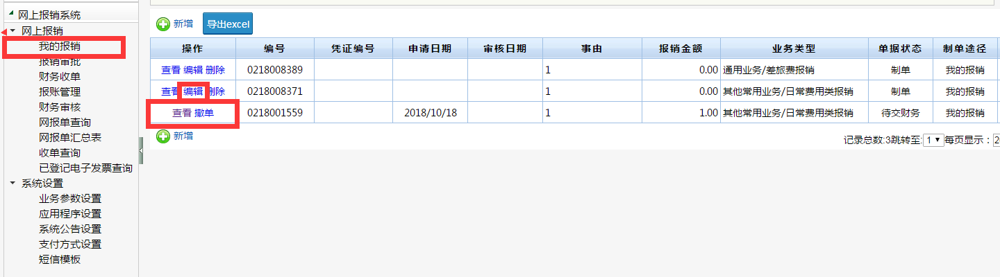 网上报销系统
网上报销
我的报销
报销审批
财务收单
报账管理
财务审核
网报单查询
网报单汇总表
收单查询
已登记电子发票查询
系统设置
业务参数设置
应用程序设置
系统公告设置
支付方式设置
短信模板
新增 导出excel
操作 编号 凭证编号 申请日期 审核日期 事由 报销金额 业务类型 单据状态 制单途径
查看 编辑 删除 0218008389 1 0.00 通用业务/差旅费报销 制单 我的报销
查看 编辑 删除 0218008371 1 0.00 其他常用业务/日常费用类报销 制单 我的报销
查看 撤单 0218001559 2018/10/18 1 1.00 其他常用业务/日常费用类报销 待交财务 我的报销
新增
记录总数:3跳转至: 1 每页显示：